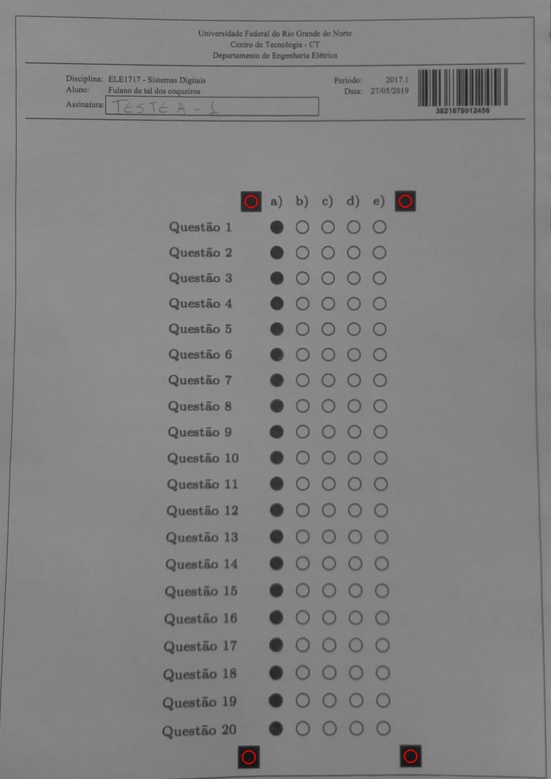 Universidade Federal do Rio Grande do Norte
Centro de Tecnologia - CT
Departamento de Engenharia Elétrica
Disciplina: ELE1717 - Sistemas Digitais Período: 2017.1
Aluno: Fulano de tal dos coqueiros Data: 27/05/2019
Assinatura: TESTE A - 1
3821679012456
a) b) c) d) e)
Questão 1
Questão 2
Questão 3
Questão 4
Questão 5
Questão 6
Questão 7
Questão 8
Questão 9
Questão 10
Questão 11
Questão 12
Questão 13
Questão 14
Questão 15
Questão 16
Questão 17
Questão 18
Questão 19
Questão 20